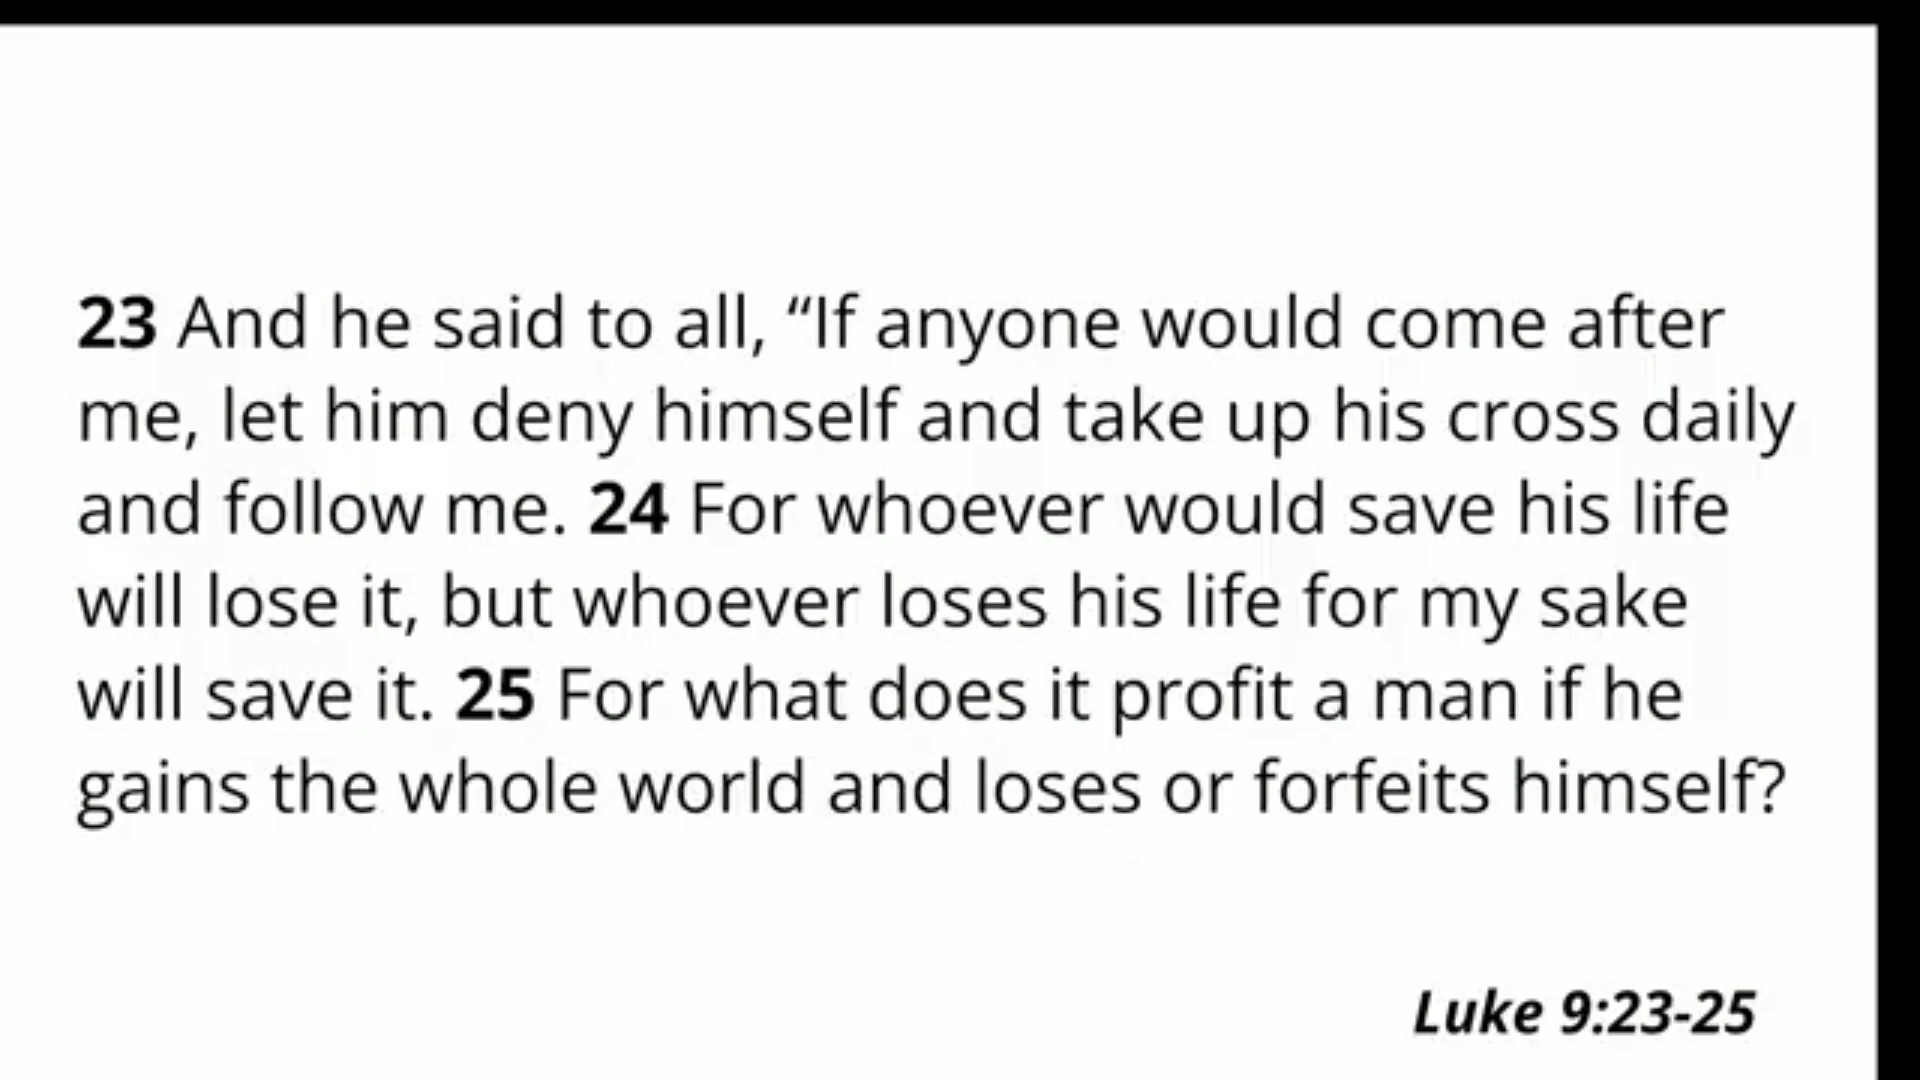 23 And he said to all, “If anyone would come after
me, let him deny himself and take up his cross daily
and follow me. 24 For whoever would save his life
will lose it, but whoever loses his life for my sake
will save it. 25 For what does it profit a man if he
gains the whole world and loses or forfeits himself?
Luke 9:23-25